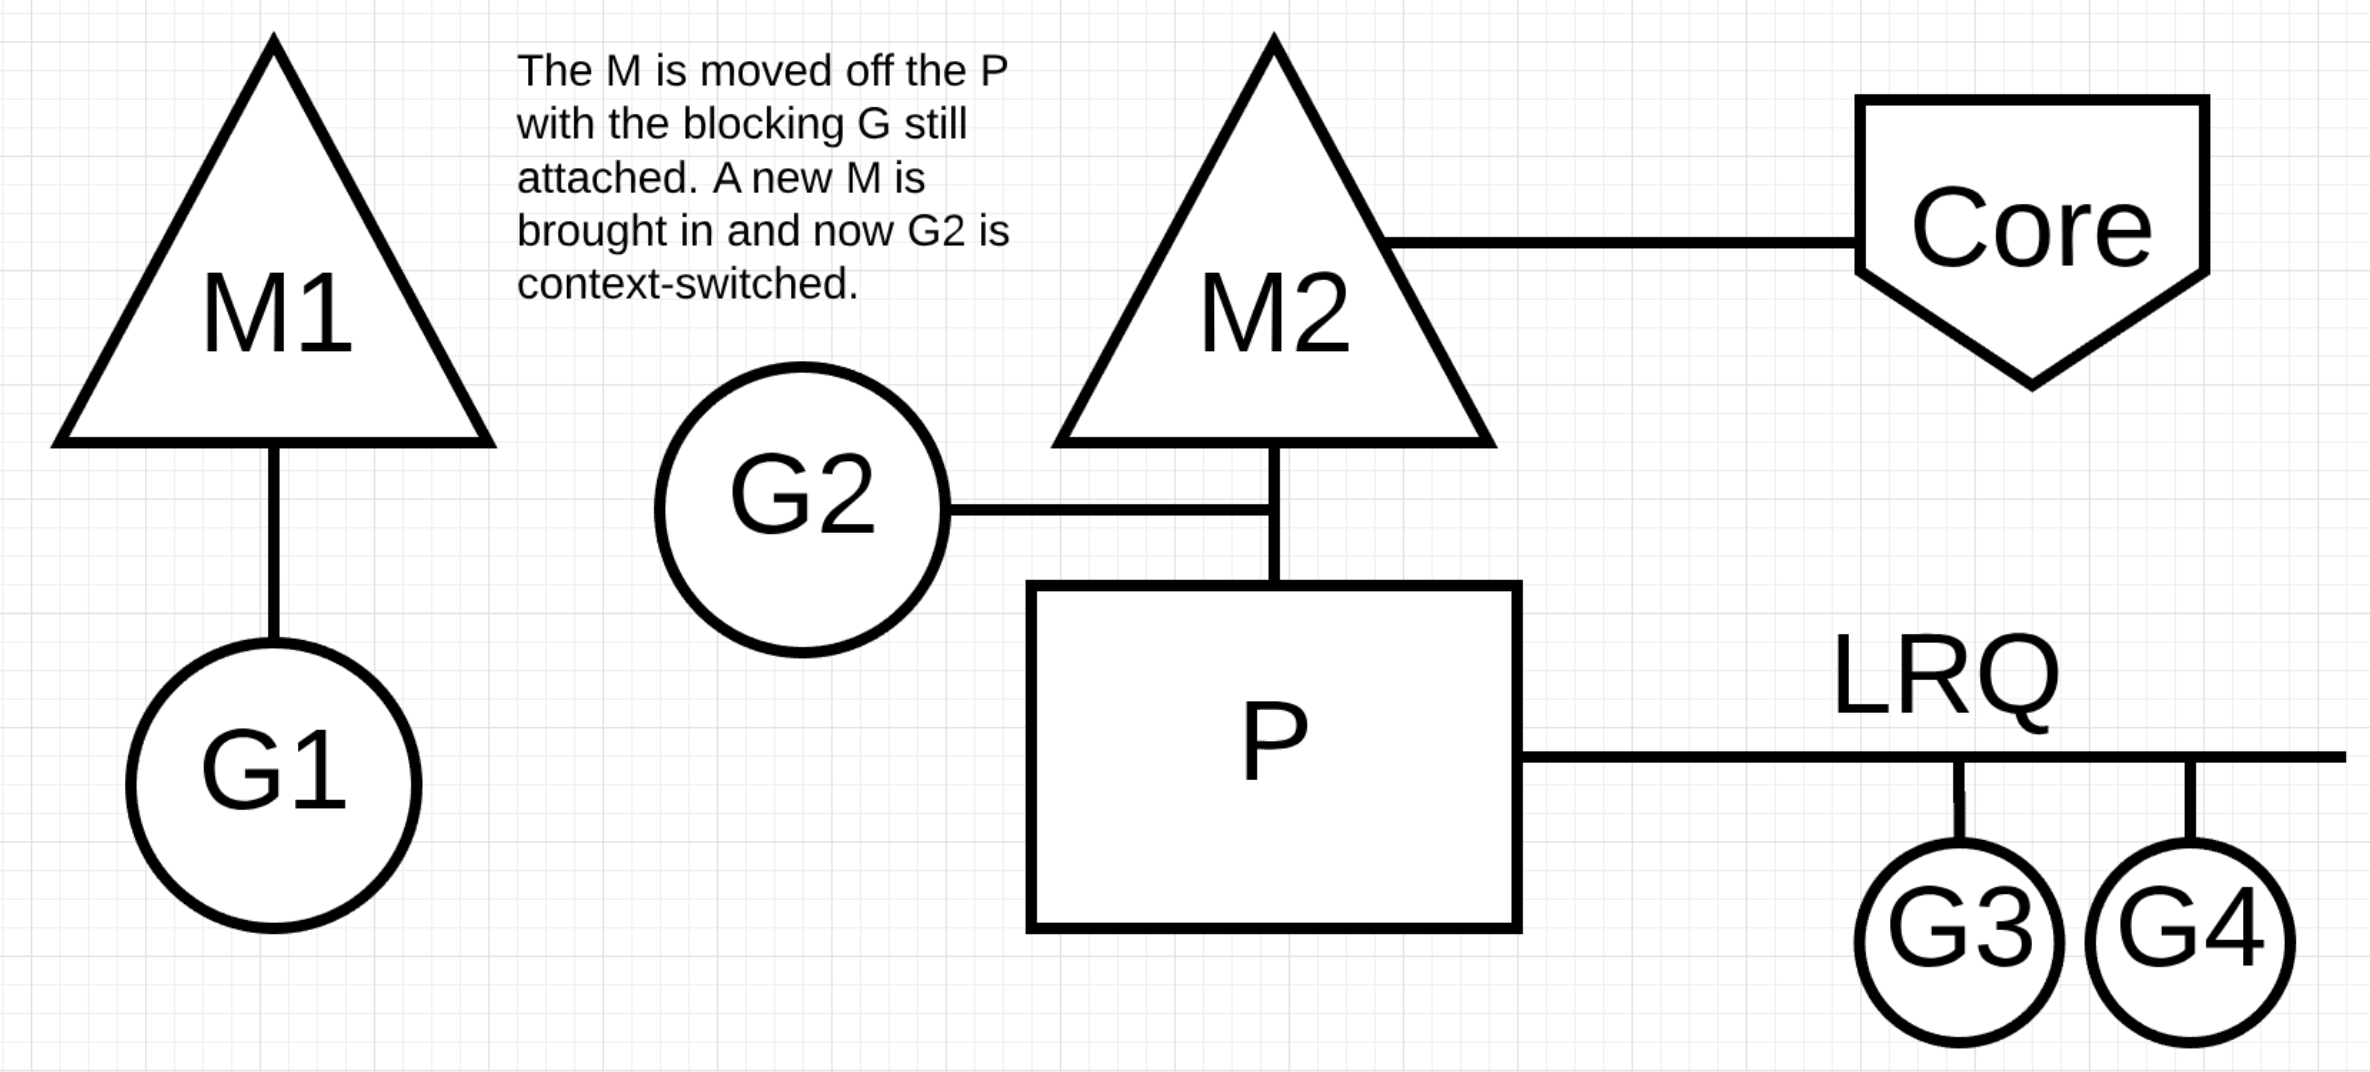 The M is moved off the P
with the blocking G still
attached. A new M is
brought in and now G2 is
context-switched.
M1
M2
Core
G2
G1
P
LRQ
G3
G4